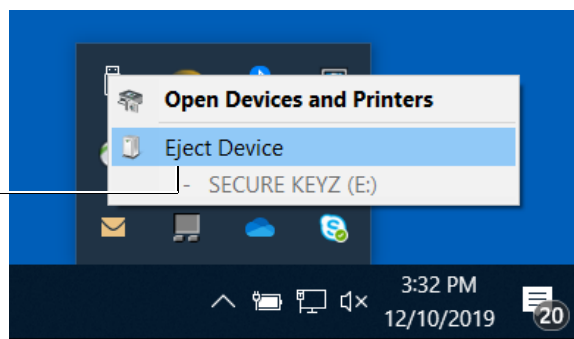 Open Devices and Printers
Eject Device
- SECURE KEYZ (E:)
3:32 PM
12/10/2019
20